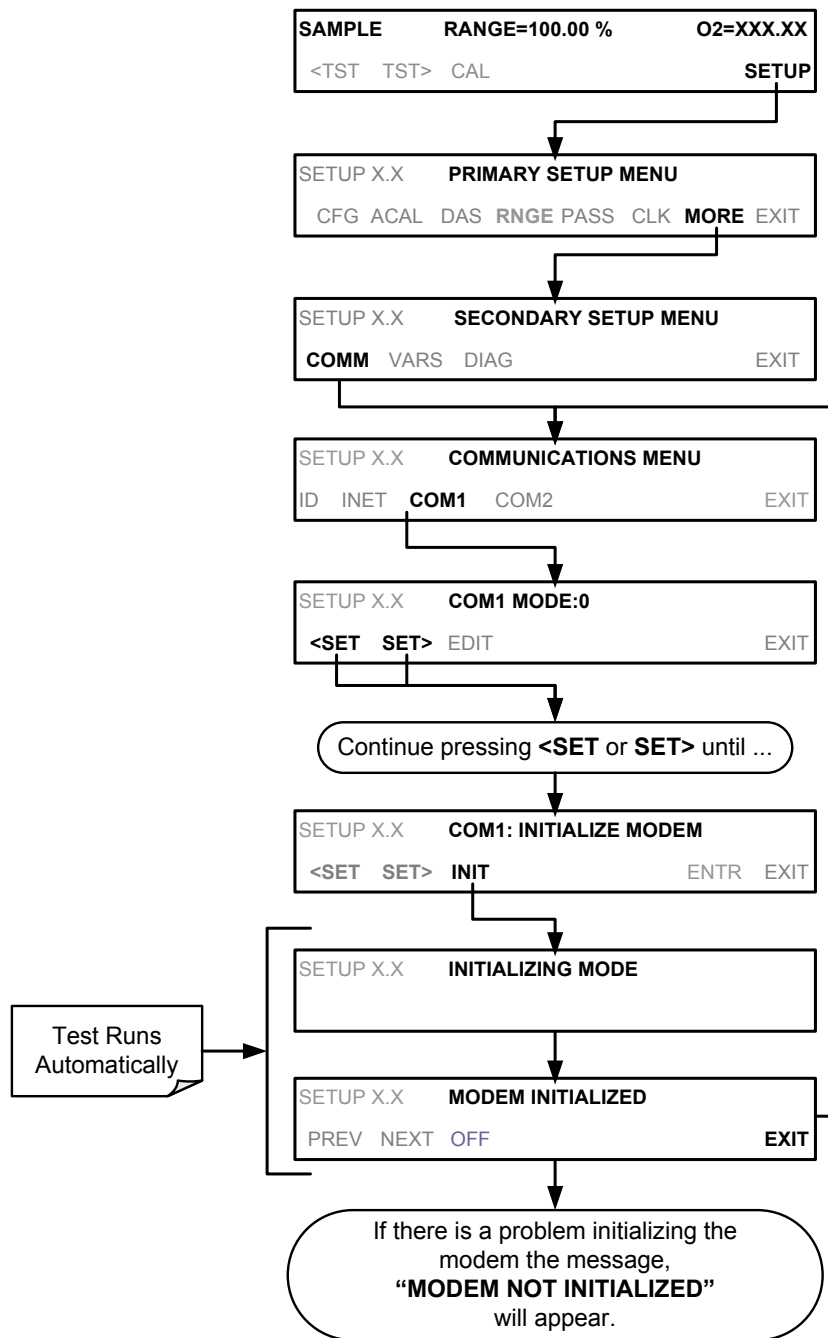 SAMPLE RANGE=100.00 % O2=XXX.XX
<TST TST> CAL SETUP
SETUP X.X PRIMARY SETUP MENU
CFG ACAL DAS RNGE PASS CLK MORE EXIT
SETUP X.X SECONDARY SETUP MENU
COMM VARS DIAG EXIT
SETUP X.X COMMUNICATIONS MENU
ID INET COM1 COM2 EXIT
SETUP X.X COM1 MODE:0
<SET SET> EDIT EXIT
Continue pressing <SET or SET> until ...
SETUP X.X COM1: INITIALIZE MODEM
<SET SET> INIT ENTR EXIT
SETUP X.X INITIALIZING MODE
Test Runs
Automatically
SETUP X.X MODEM INITIALIZED
PREV NEXT OFF EXIT
If there is a problem initializing the
modem the message,
“MODEM NOT INITIALIZED”
will appear.